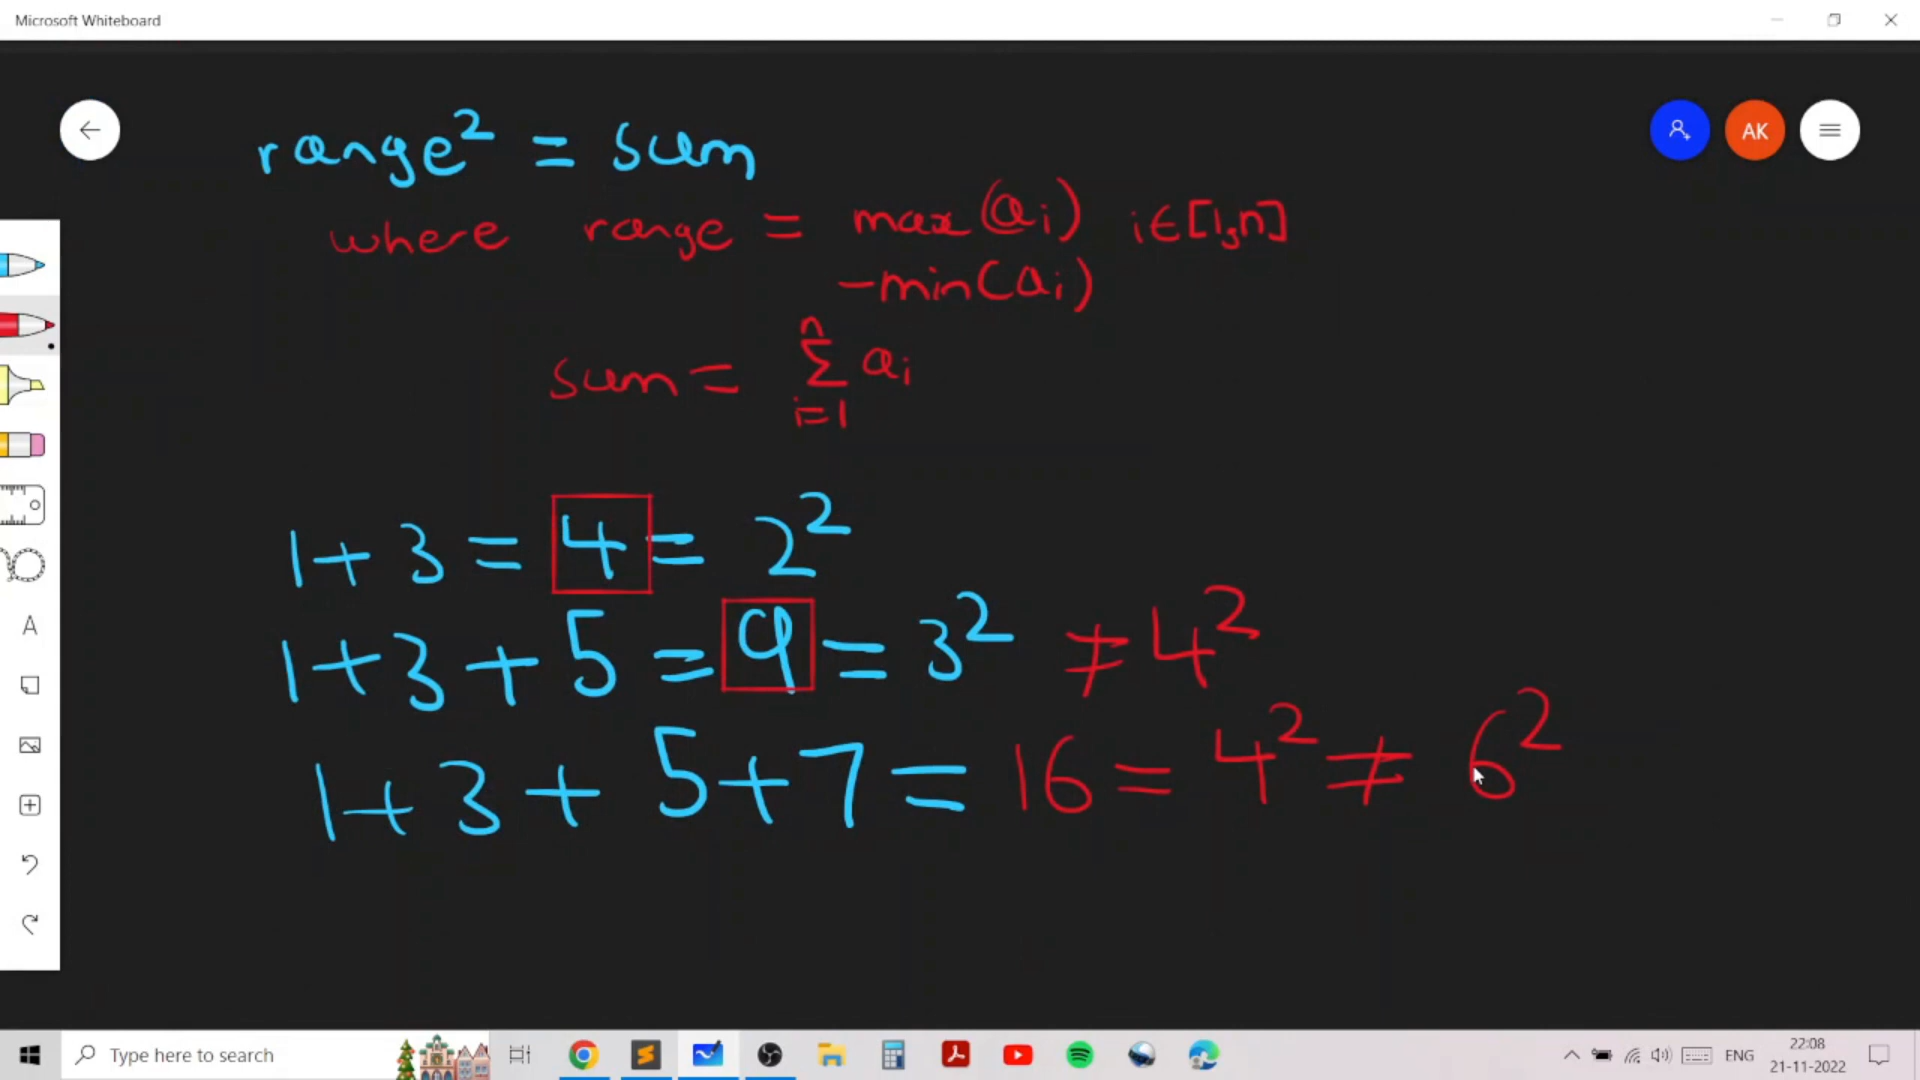 Microsoft Whiteboard
AK
range² = sum
where range = max(aᵢ) i∈[1,n]
-min(aᵢ)
sum = n∑i=1 aᵢ
1+3 = 4 = 2²
1+3+5 = 9 = 3² ≠ 4²
1+3+5+7 = 16 = 4² ≠ 6²
A
Type here to search
ENG
22:08
21-11-2022